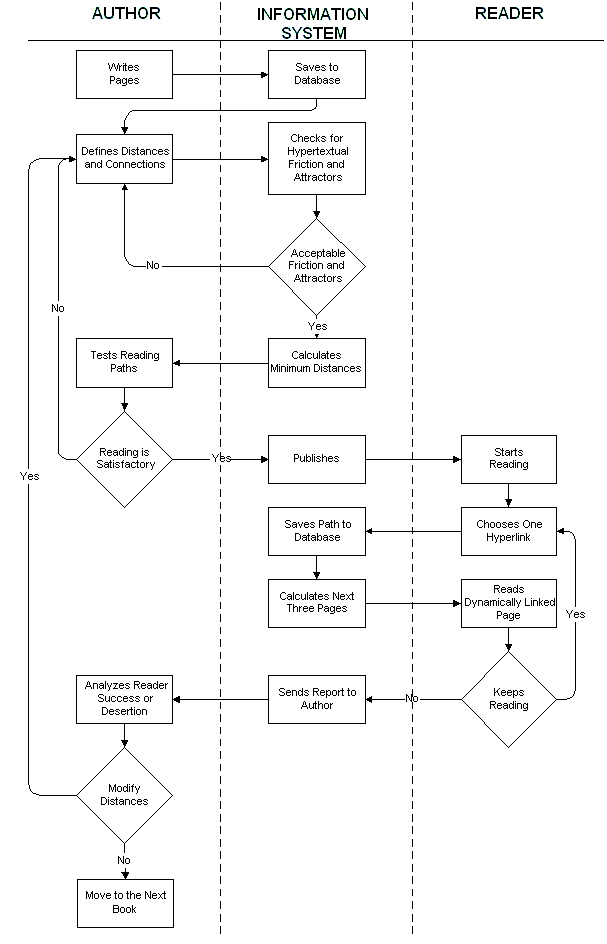 AUTHOR
INFORMATION
SYSTEM
READER
Writes
Pages
Saves to
Database
Defines Distances
and Connections
Checks for
Hypertextual
Friction and
Attractors
No
Acceptable
Friction and
Attractors
No
Yes
Tests Reading
Paths
Calculates
Minimum Distances
Reading is
Satisfactory
Yes
Publishes
Starts
Reading
Yes
Saves Path to
Database
Chooses One
Hyperlink
Calculates Next
Three Pages
Reads
Dynamically Linked
Page
Yes
Analyzes Reader
Success or
Desertion
Sends Report to
Author
No
Keeps
Reading
Modify
Distances
No
Move to the Next
Book